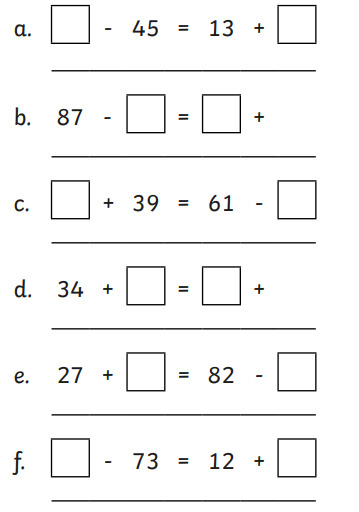 a. □ - 45 = 13 + □
b. 87 - □ = □ +
c. □ + 39 = 61 - □
d. 34 + □ = □ +
e. 27 + □ = 82 - □
f. □ - 73 = 12 + □